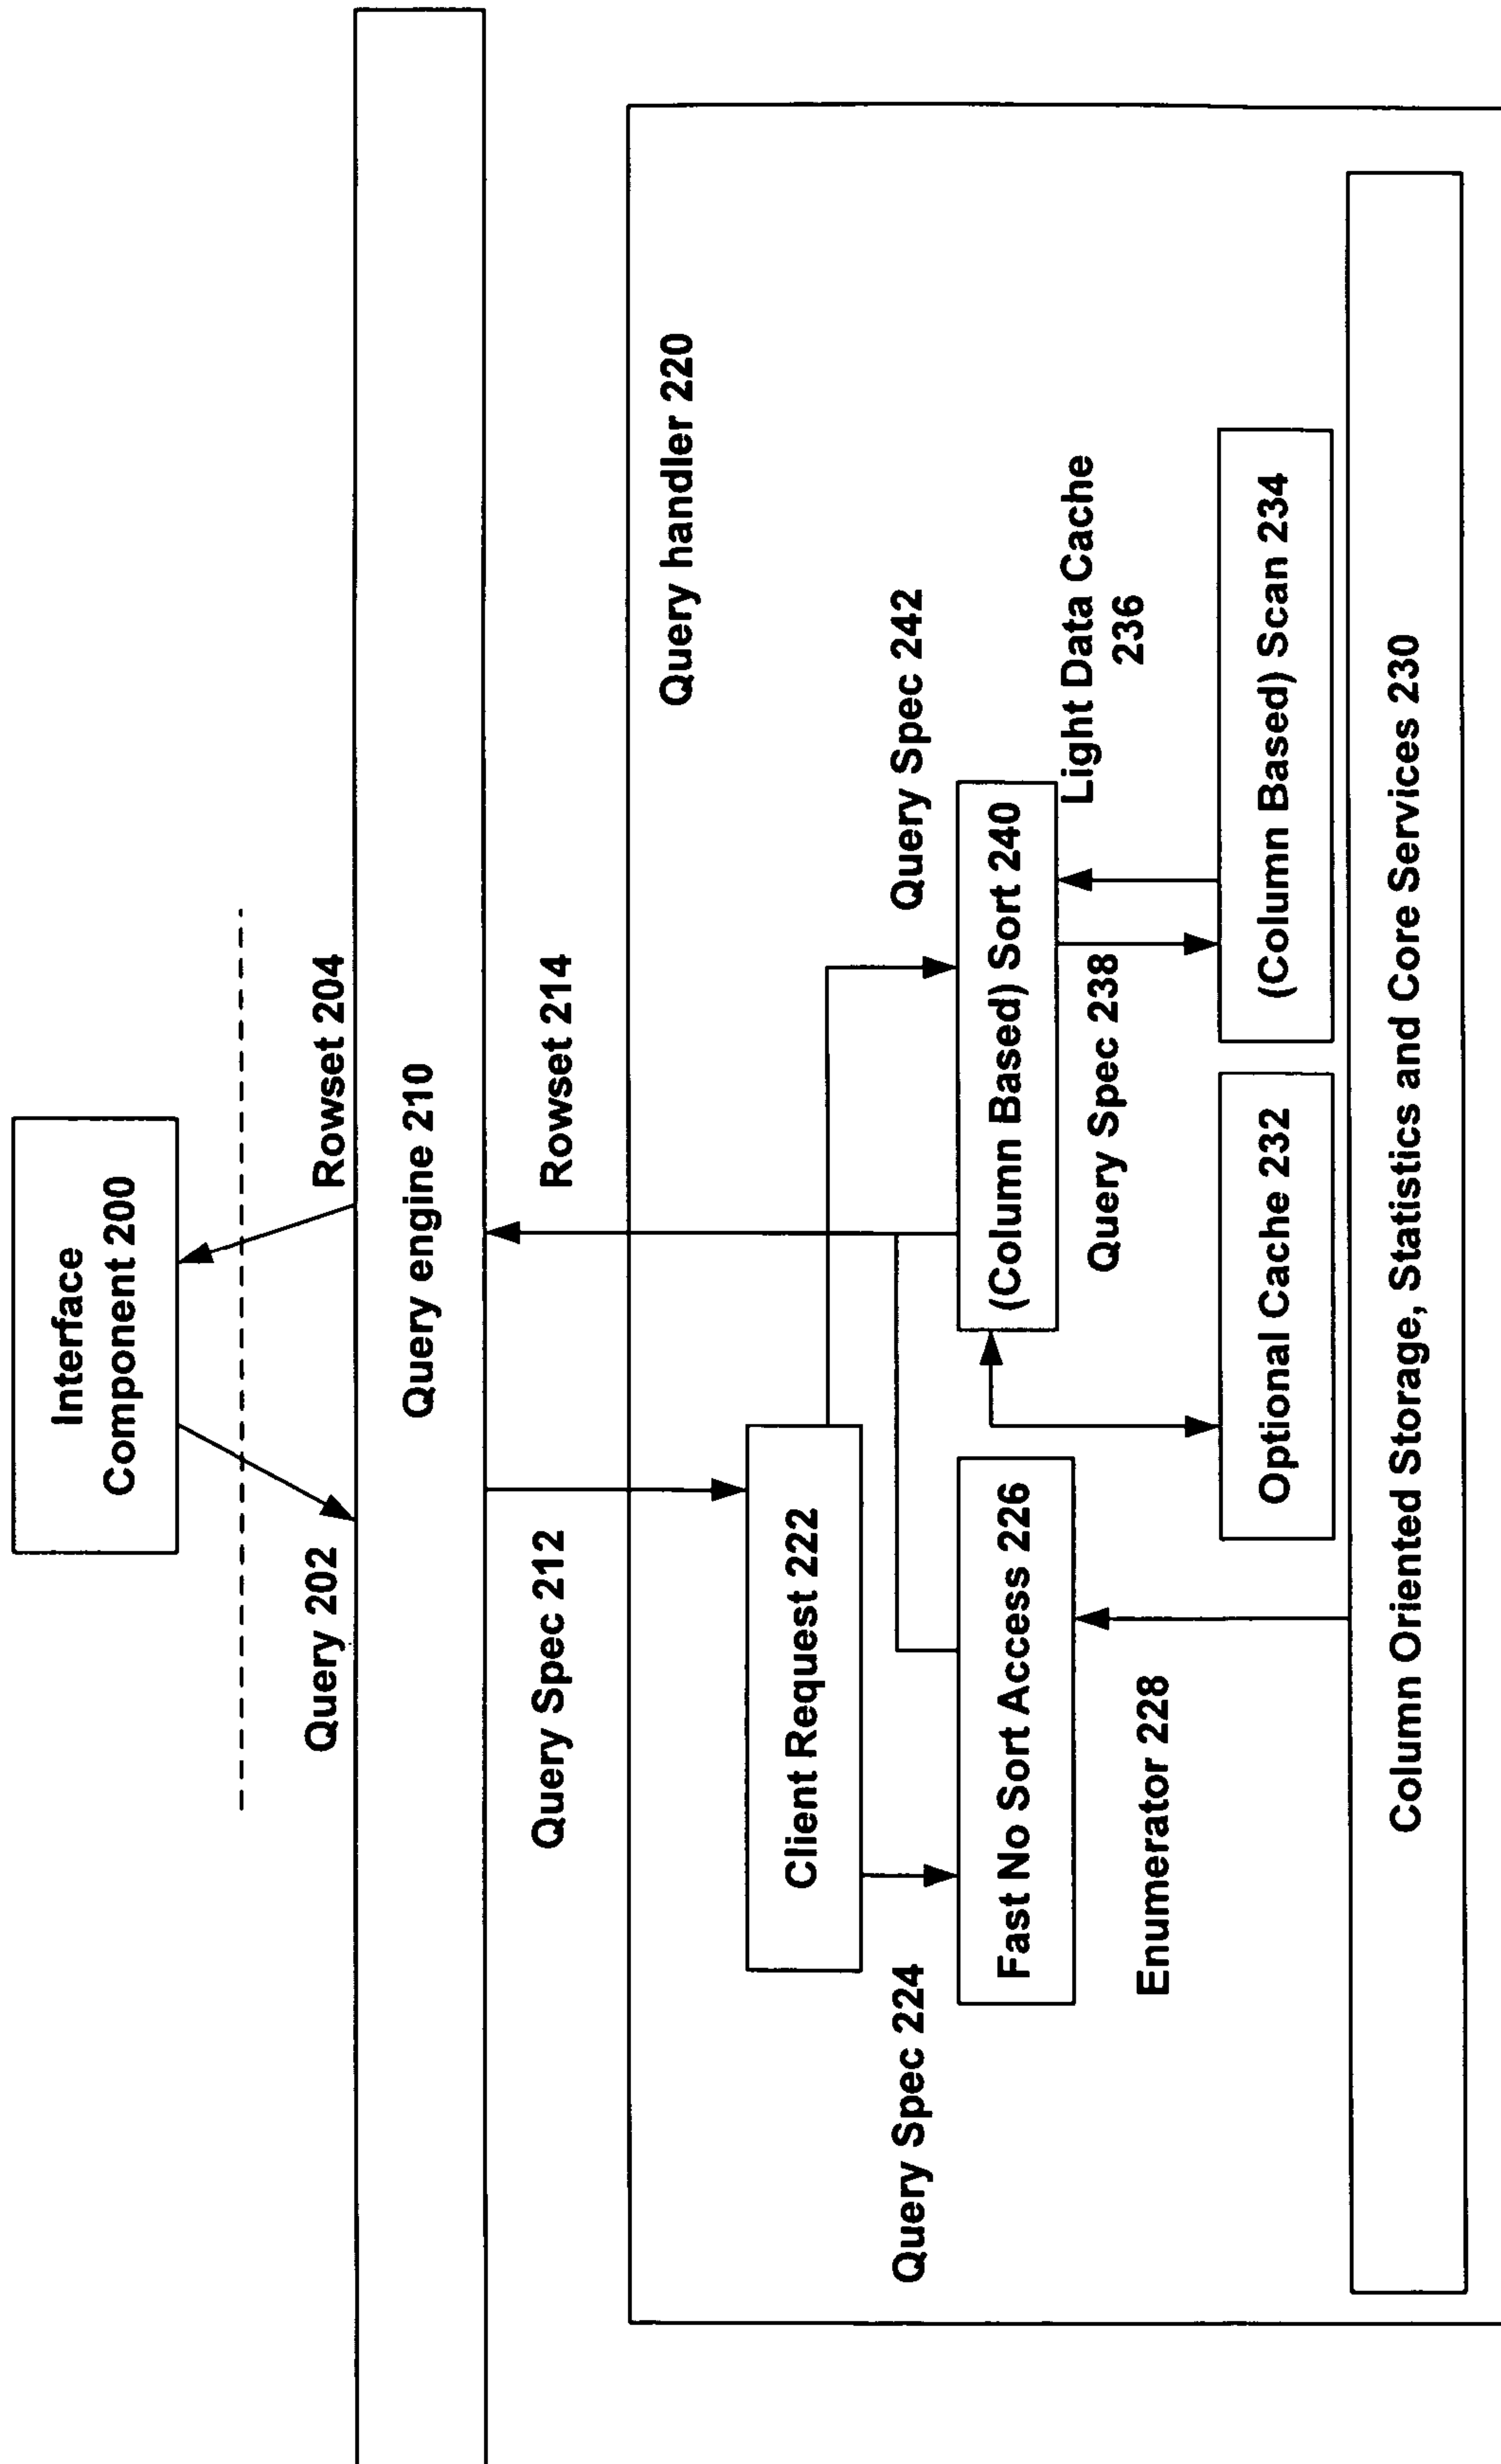 Interface
Component 200
Query 202
Rowset 204
Query engine 210
Query Spec 212
Rowset 214
Query handler 220
Client Request 222
Query Spec 224
Query Spec 242
Fast No Sort Access 226
(Column Based) Sort 240
Enumerator 228
Query Spec 238
Light Data Cache
236
Optional Cache 232
(Column Based) Scan 234
Column Oriented Storage, Statistics and Core Services 230